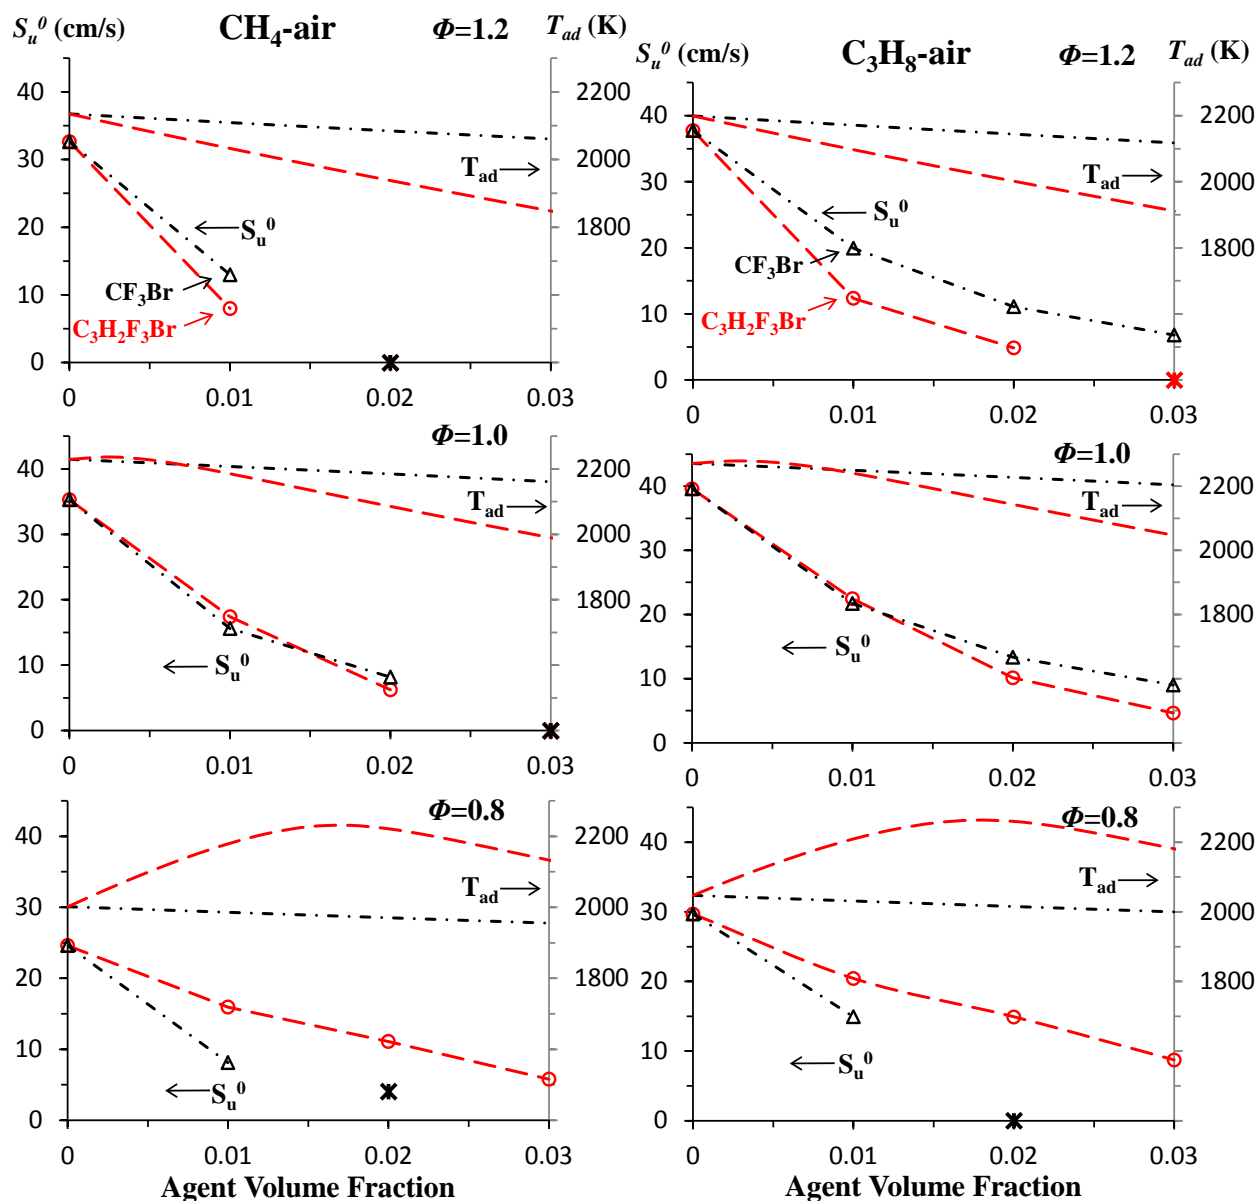 S_u^0 (cm/s) CH4-air Φ=1.2 T_ad (K)
40
30
20
10
0
2200
2000
1800
T_ad
S_u^0
CF3Br
C3H2F3Br
0 0.01 0.02 0.03
S_u^0 (cm/s) C3H8-air Φ=1.2 T_ad (K)
40
30
20
10
0
2200
2000
1800
T_ad
S_u^0
CF3Br
C3H2F3Br
0 0.01 0.02 0.03
Φ=1.0
40
30
20
10
0
2200
2000
1800
T_ad
S_u^0
0 0.01 0.02 0.03
Φ=1.0
40
30
20
10
0
2200
2000
1800
T_ad
S_u^0
0 0.01 0.02 0.03
Φ=0.8
40
30
20
10
0
2200
2000
1800
T_ad
S_u^0
0 0.01 0.02 0.03
Agent Volume Fraction
Φ=0.8
40
30
20
10
0
2200
2000
1800
T_ad
S_u^0
0 0.01 0.02 0.03
Agent Volume Fraction